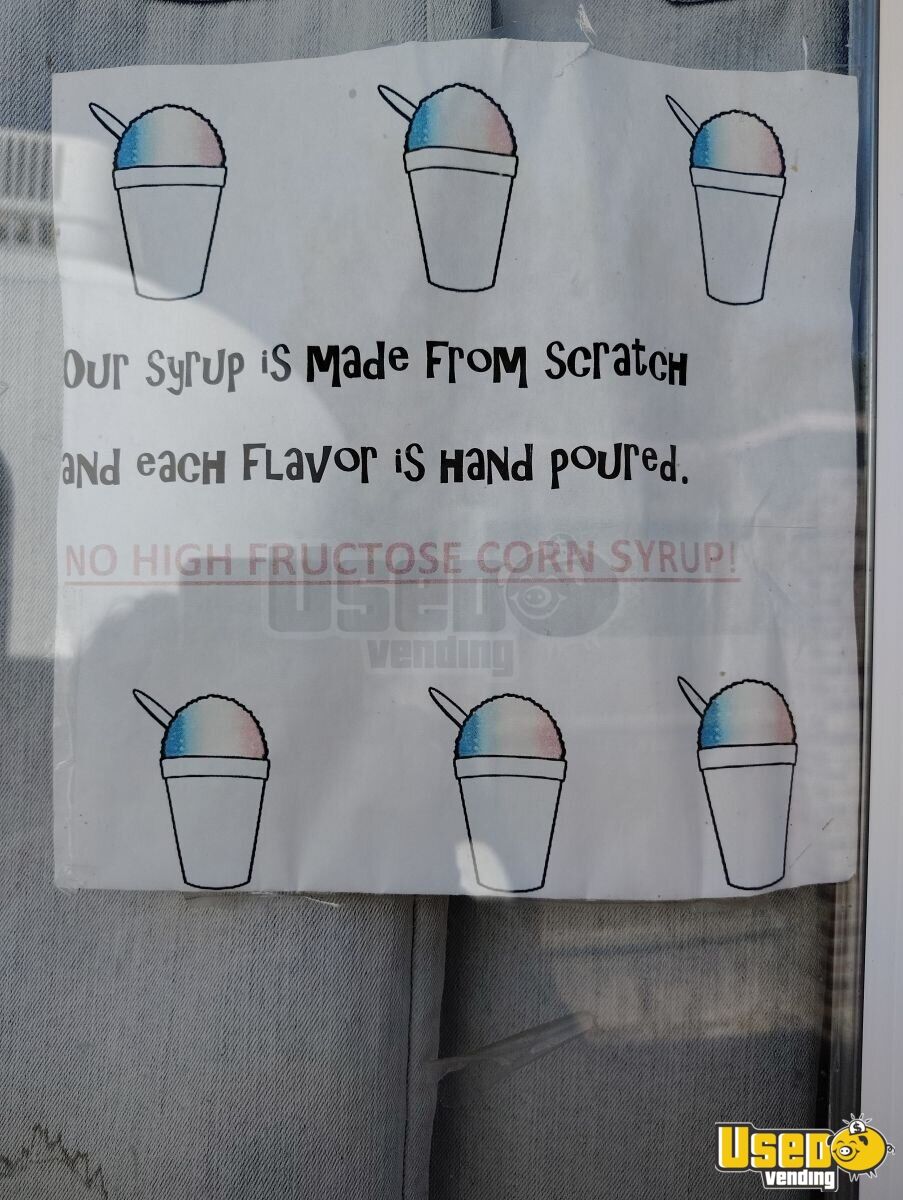 Our Syrup is Made From Scratch
and each Flavor is Hand poured.
NO HIGH FRUCTOSE CORN SYRUP!
Used
vending
Used
vending